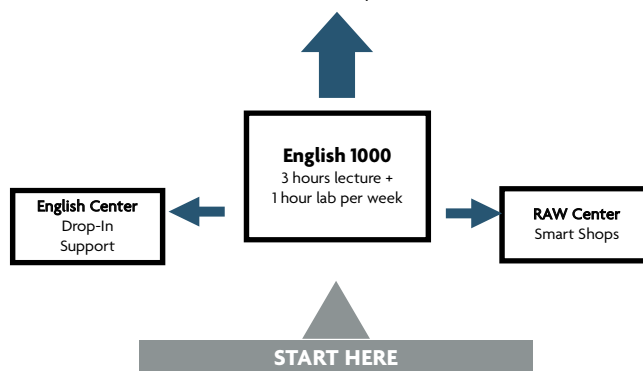 English 1000
3 hours lecture +
1 hour lab per week
English Center
Drop-In
Support
RAW Center
Smart Shops
START HERE